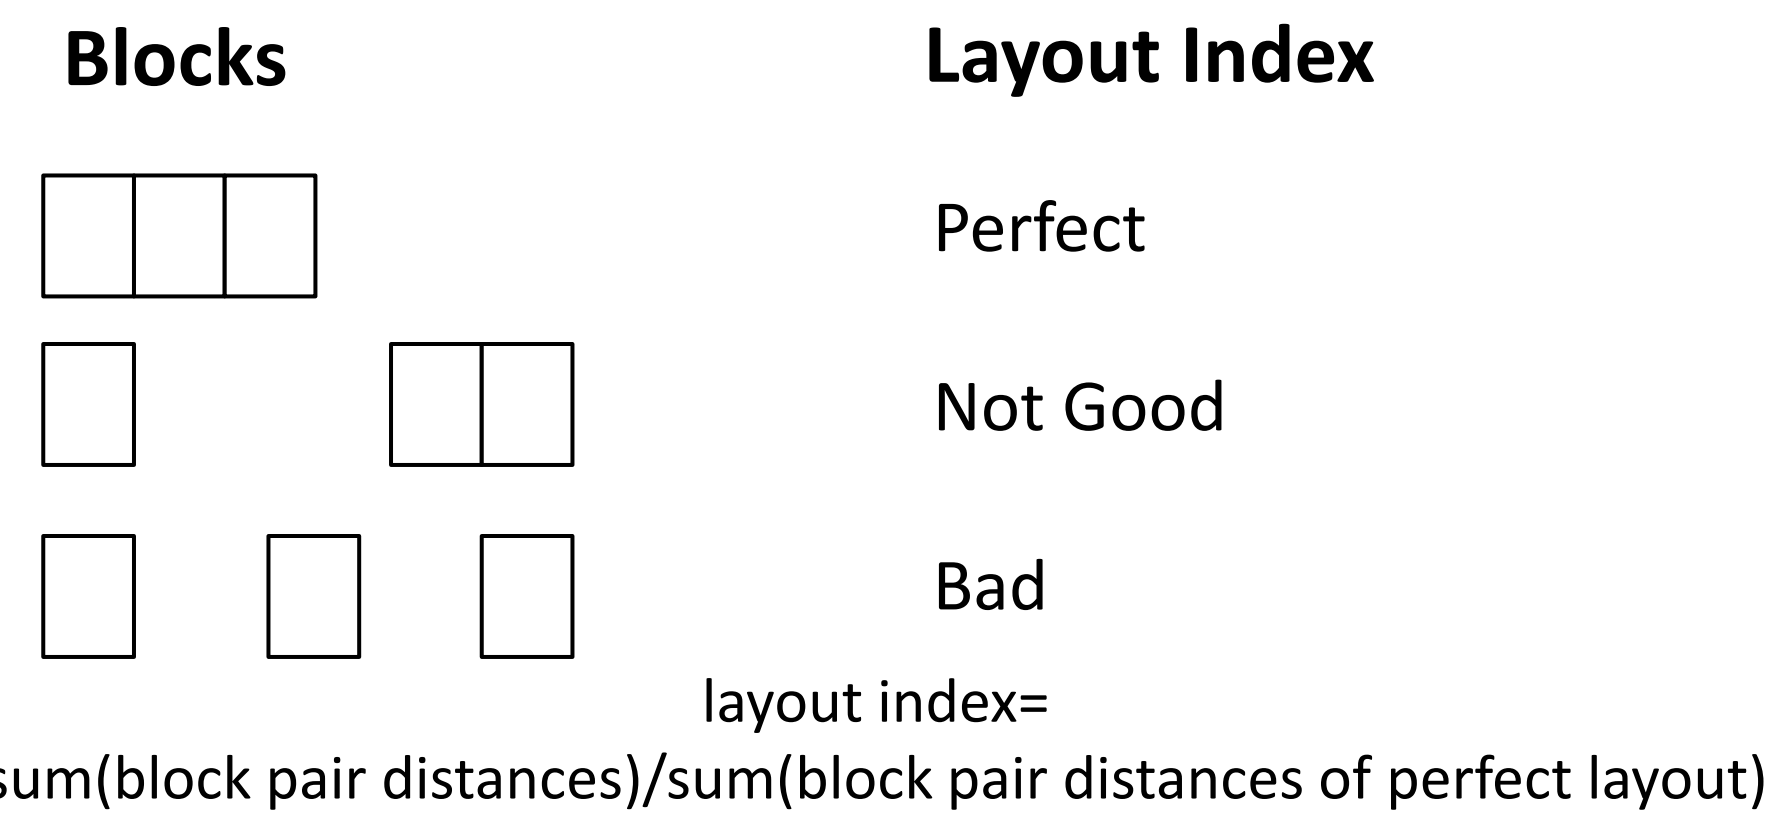 Blocks Layout Index
Perfect
Not Good
Bad
layout index=
sum(block pair distances)/sum(block pair distances of perfect layout)